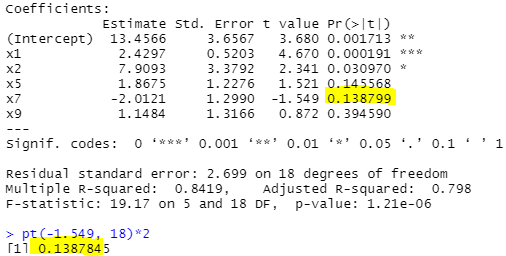 Coefficients:
            Estimate Std. Error t value Pr(>|t|)
(Intercept)  13.4566     3.6567   3.680 0.001713 **
x1            2.4297     0.5203   4.670 0.000191 ***
x2            7.9093     3.3792   2.341 0.030970 *
x5            1.8675     1.2276   1.521 0.145568
x7           -2.0121     1.2990  -1.549 0.138799
x9            1.1484     1.3166   0.872 0.394590
---
Signif. codes:  0 ‘***’ 0.001 ‘**’ 0.01 ‘*’ 0.05 ‘.’ 0.1 ‘ ’ 1
Residual standard error: 2.699 on 18 degrees of freedom
Multiple R-squared:  0.8419,    Adjusted R-squared:  0.798
F-statistic: 19.17 on 5 and 18 DF,  p-value: 1.21e-06
> pt(-1.549, 18)*2
[1] 0.1387845